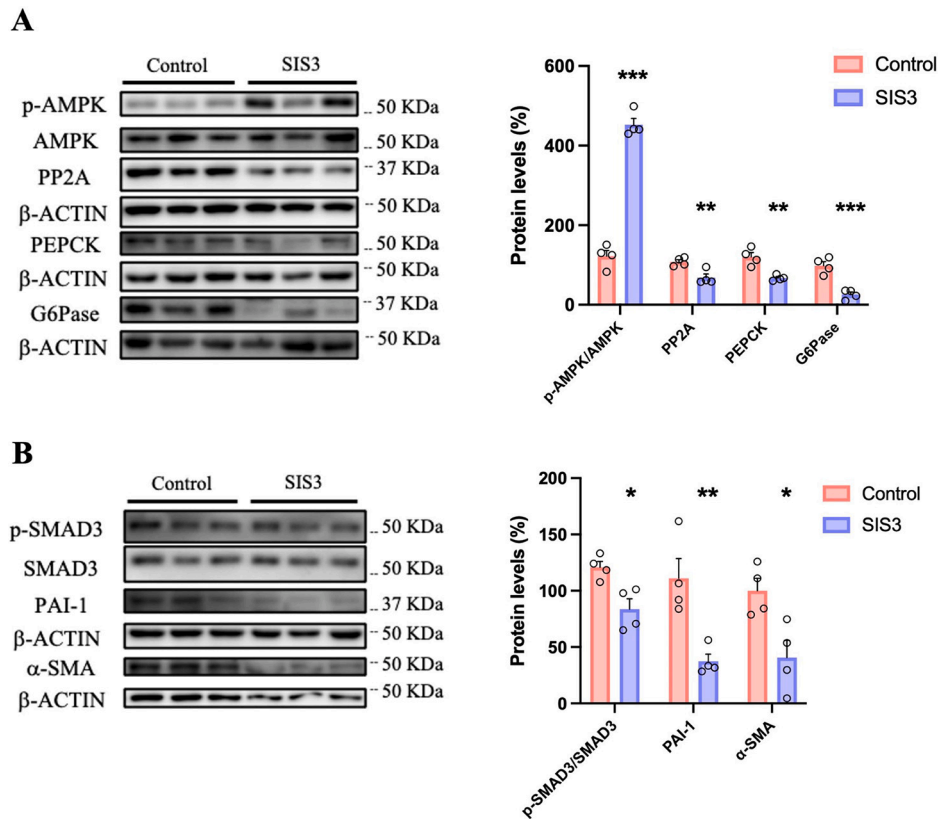 A
Control SIS3
p-AMPK -- 50 KDa
AMPK -- 50 KDa
PP2A -- 37 KDa
β-ACTIN -- 50 KDa
PEPCK -- 50 KDa
β-ACTIN -- 50 KDa
G6Pase -- 37 KDa
β-ACTIN -- 50 KDa
Protein levels (%)
600
400
200
0
*** ** ** ***
Control
SIS3
p-AMPK/AMPK PP2A PEPCK G6Pase
B
Control SIS3
p-SMAD3 -- 50 KDa
SMAD3 -- 50 KDa
PAI-1 -- 37 KDa
β-ACTIN -- 50 KDa
α-SMA -- 50 KDa
β-ACTIN -- 50 KDa
Protein levels (%)
200
150
100
50
0
* ** *
Control
SIS3
p-SMAD3/SMAD3 PAI-1 α-SMA